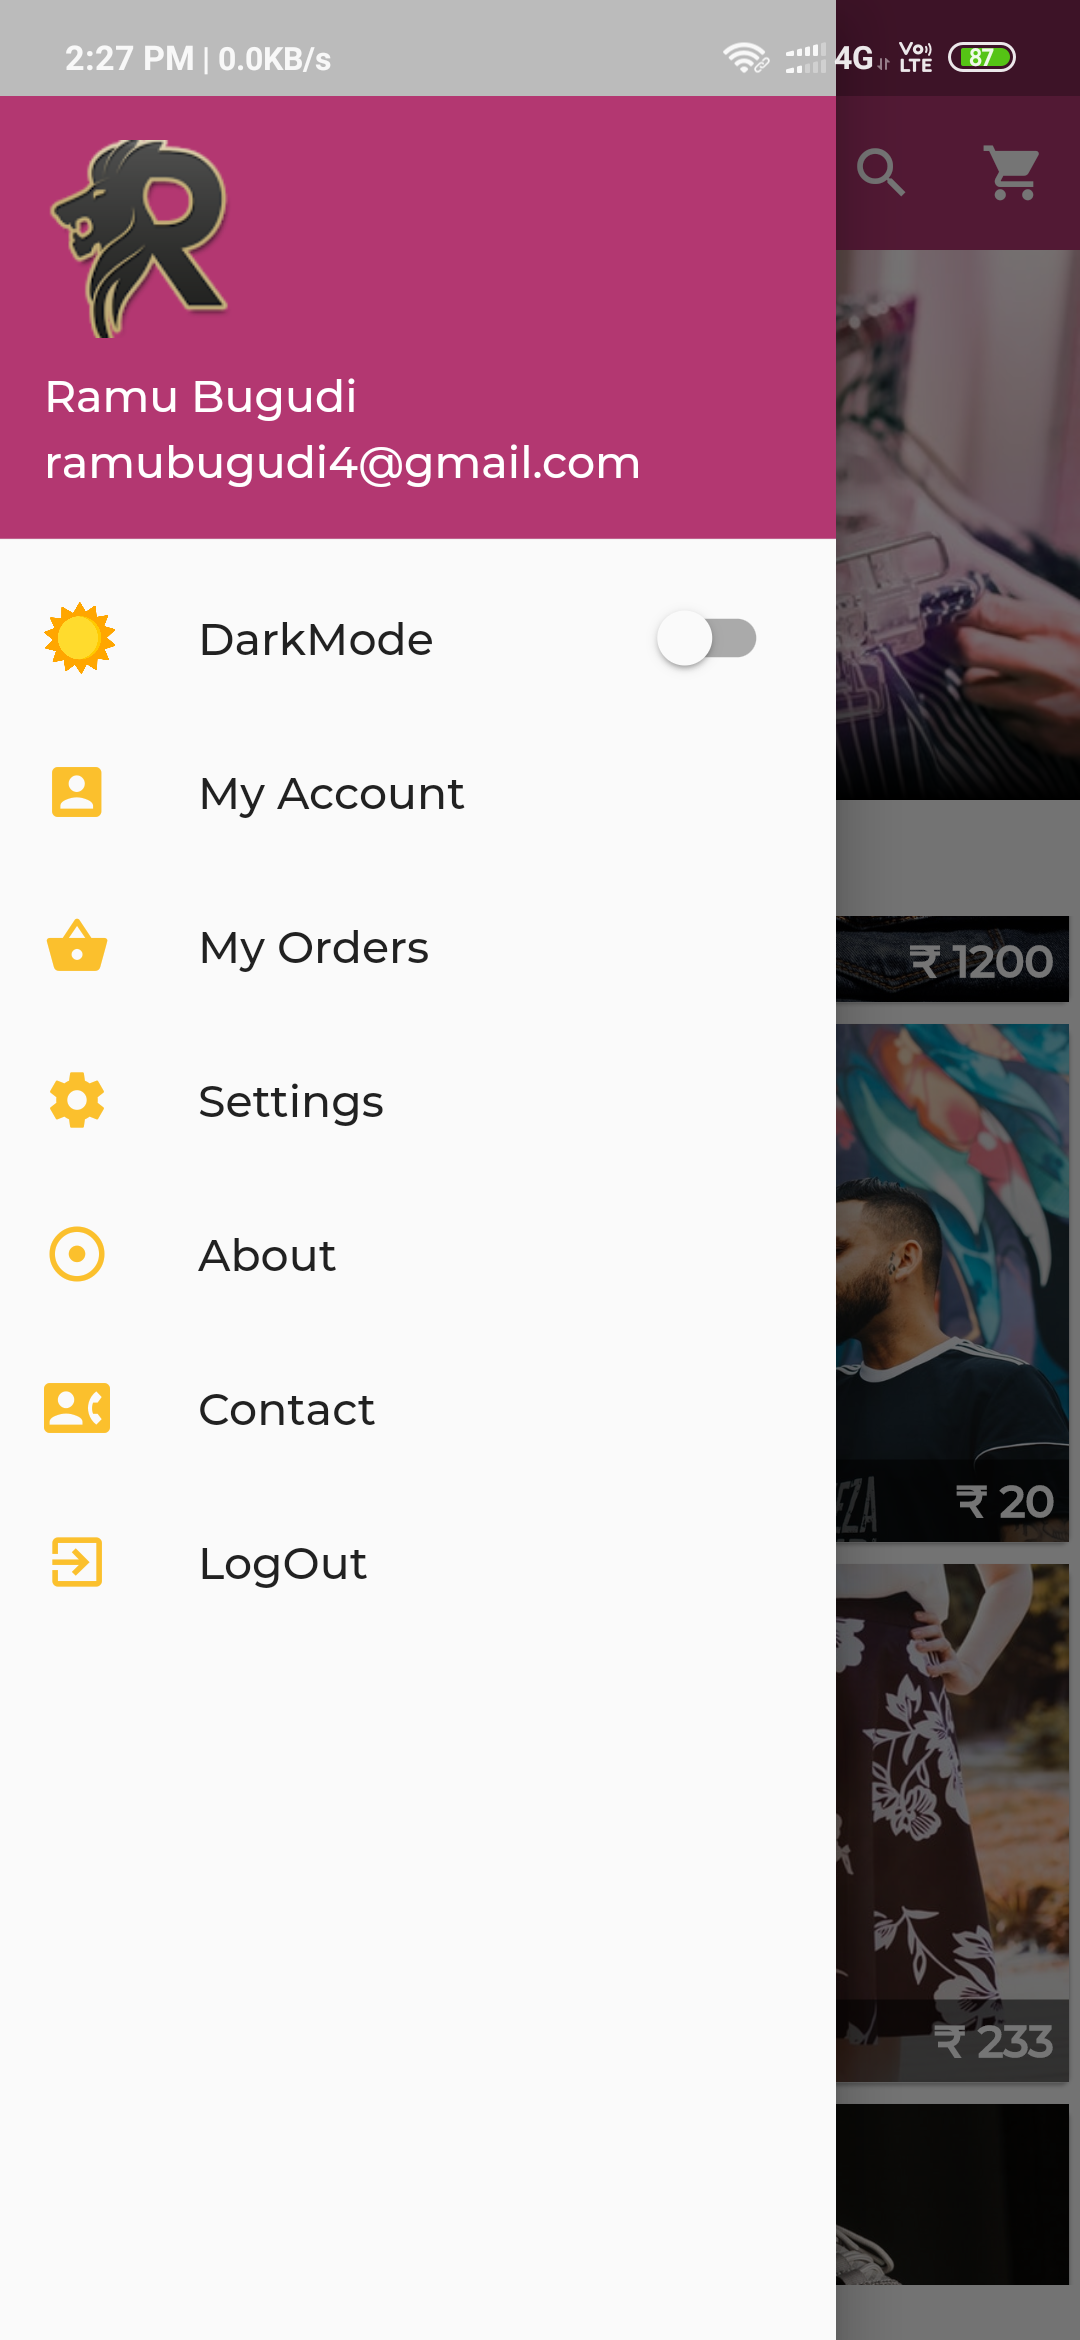 2:27 PM | 0.0KB/s 4G Vo LTE 87
R
Ramu Bugudi
ramubugudi4@gmail.com
DarkMode
My Account
My Orders
Settings
About
Contact
LogOut
₹ 1200
₹ 20
₹ 233